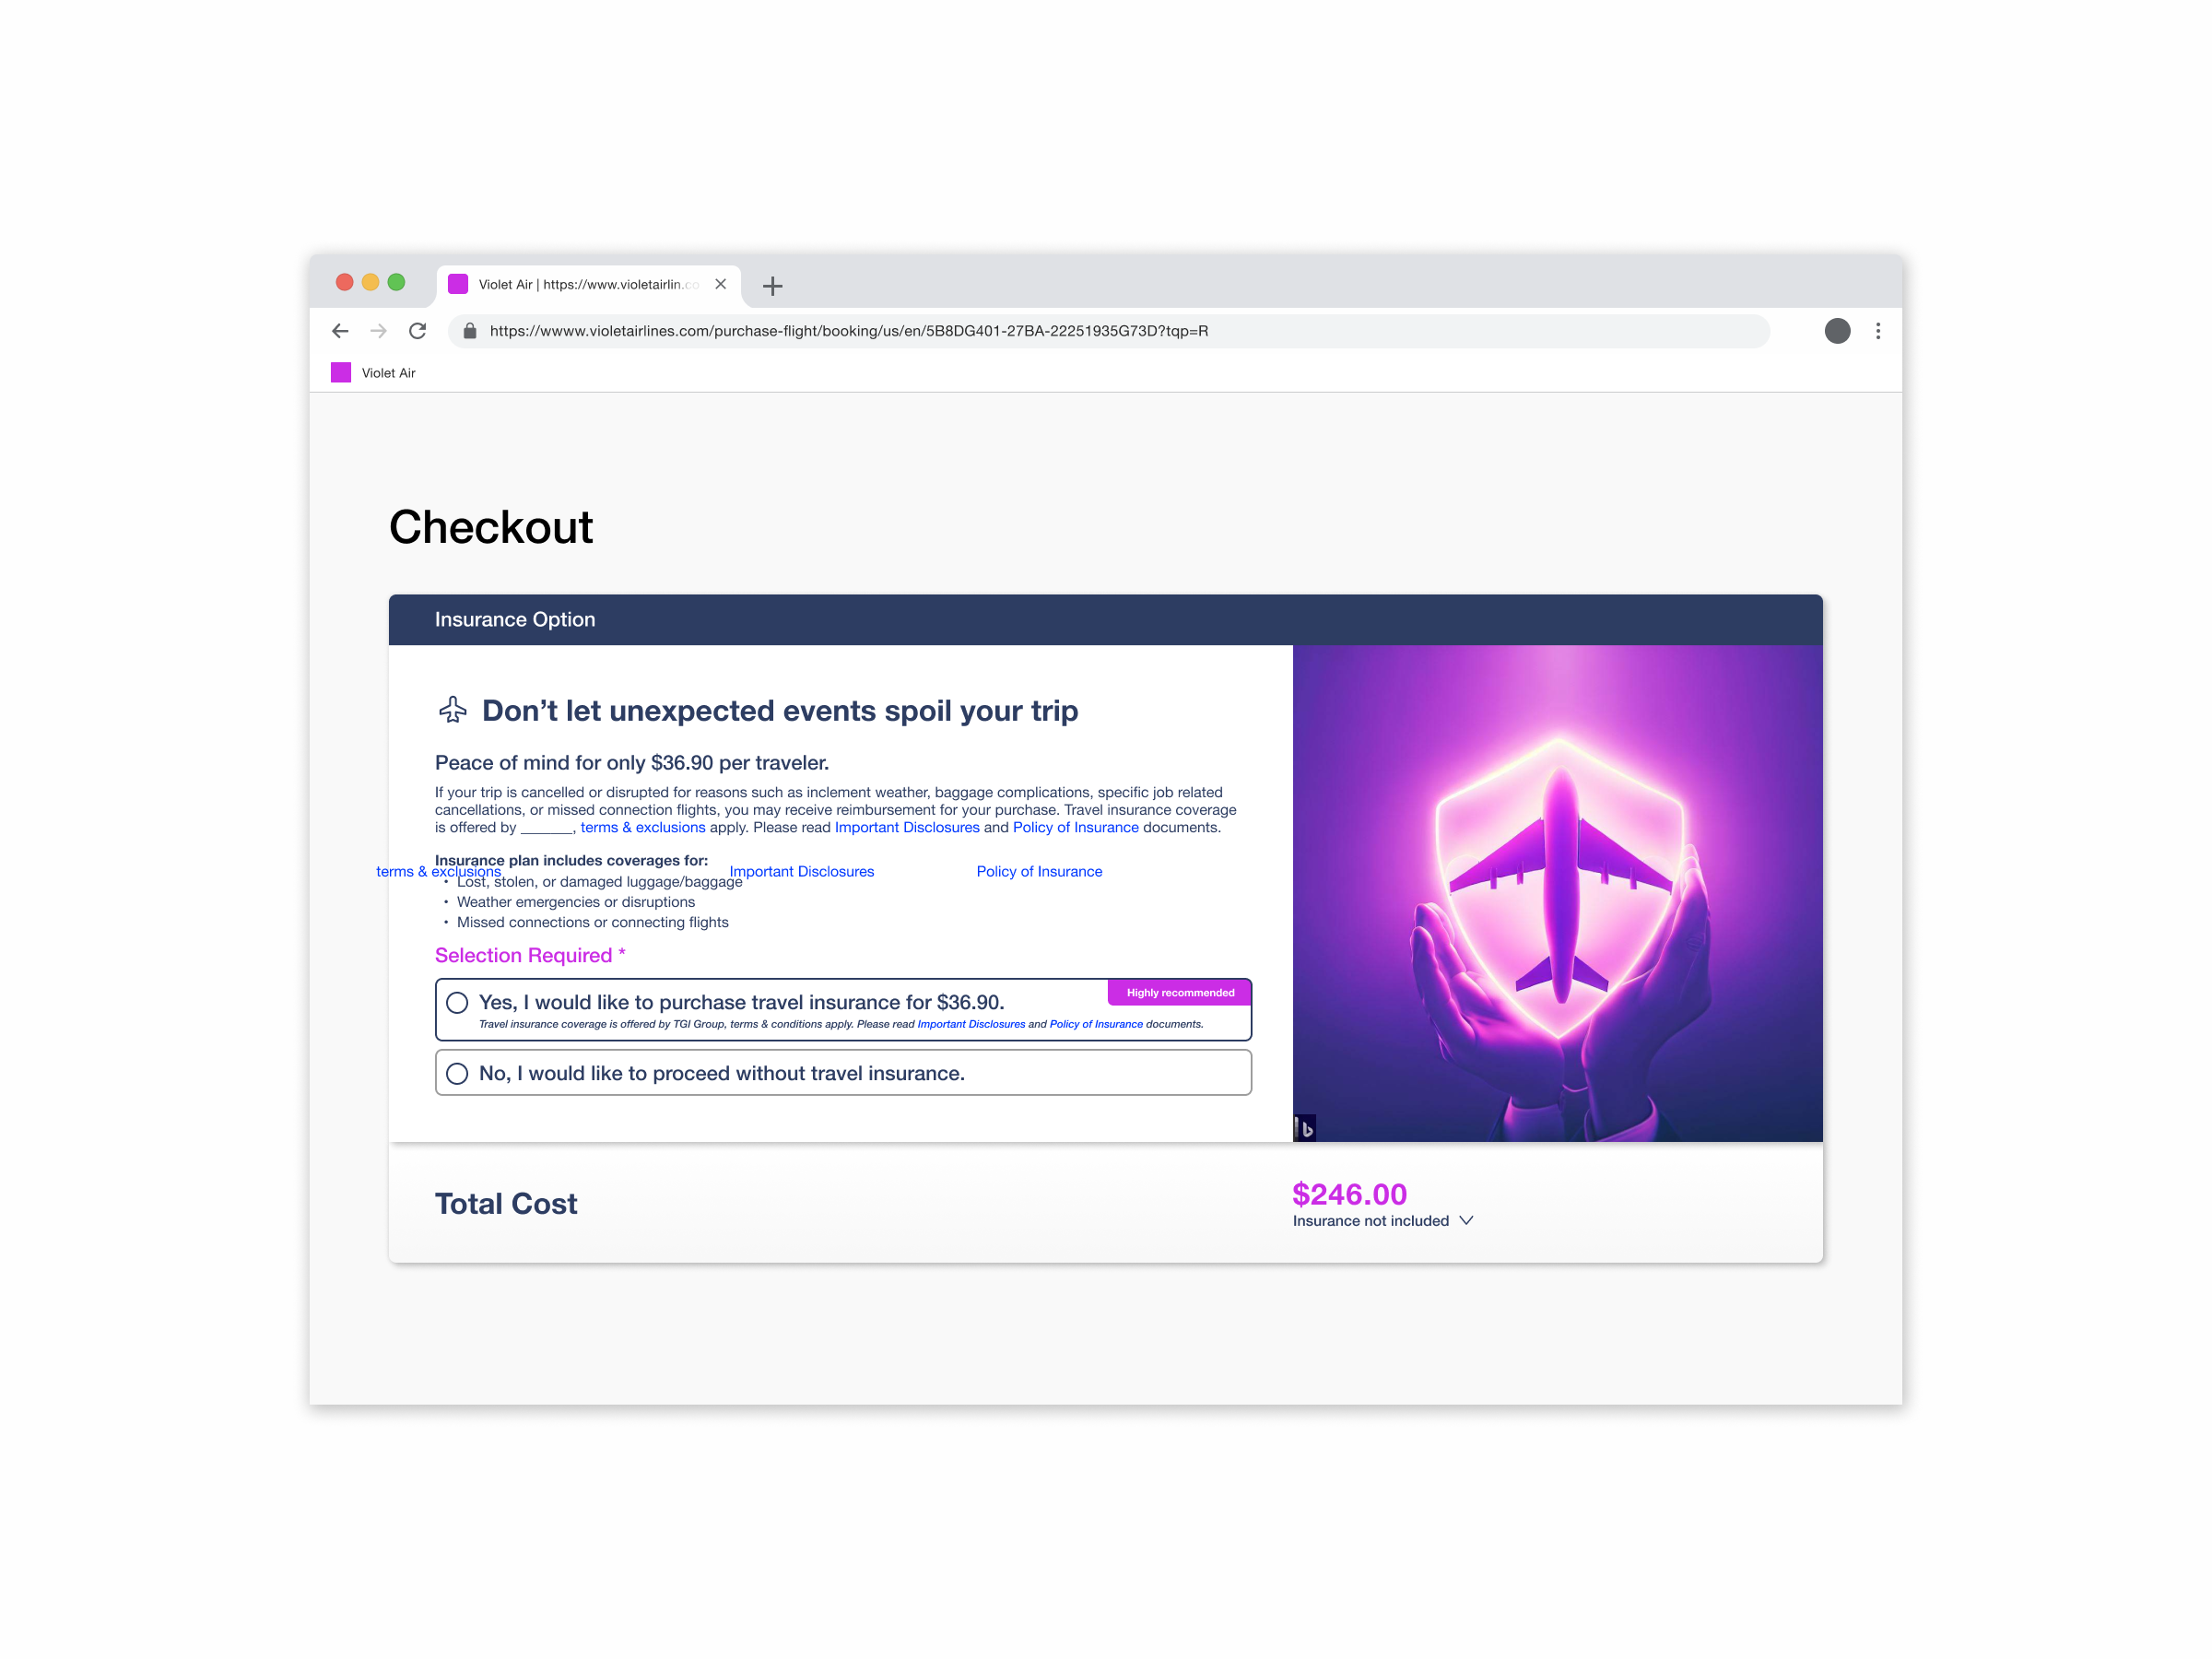 Violet Air | https://www.violetairlin.co
https://wwww.violetairlines.com/purchase-flight/booking/us/en/5B8DG401-27BA-22251935G73D?tqp=R
Violet Air
Checkout
Insurance Option
Don’t let unexpected events spoil your trip
Peace of mind for only $36.90 per traveler.
If your trip is cancelled or disrupted for reasons such as inclement weather, baggage complications, specific job related
cancellations, or missed connection flights, you may receive reimbursement for your purchase. Travel insurance coverage
is offered by ______, terms & exclusions apply. Please read Important Disclosures and Policy of Insurance documents.
Insurance plan includes coverages for:
terms & exclusions Important Disclosures Policy of Insurance
• Lost, stolen, or damaged luggage/baggage
• Weather emergencies or disruptions
• Missed connections or connecting flights
Selection Required *
Highly recommended
Yes, I would like to purchase travel insurance for $36.90.
Travel insurance coverage is offered by TGI Group, terms & conditions apply. Please read Important Disclosures and Policy of Insurance documents.
No, I would like to proceed without travel insurance.
b
Total Cost
$246.00
Insurance not included